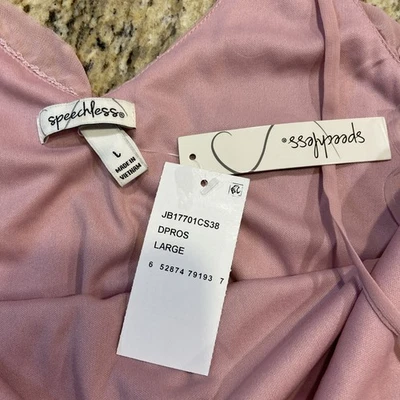 speechless®
L
MADE IN
VIETNAM
speechless®
JB17701CS38
DPROS
LARGE
6 52874 79193 7